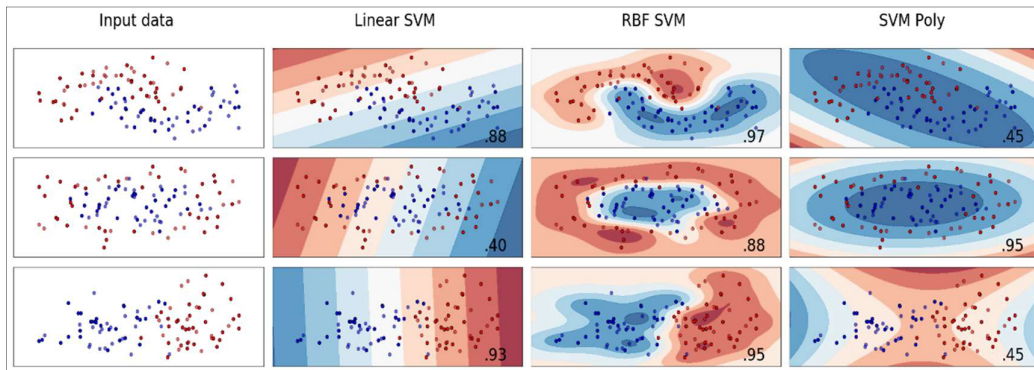 Input data
Linear SVM
RBF SVM
SVM Poly
.88
.97
.45
.40
.88
.95
.93
.95
.45